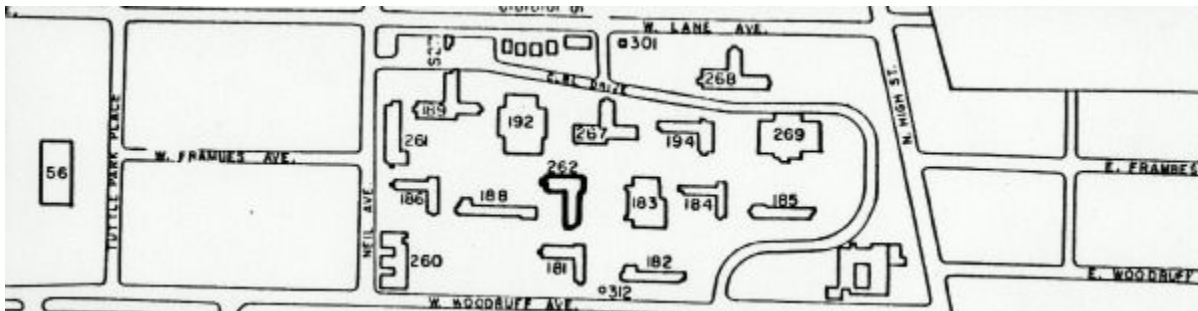 W. LANE AVE.
301
268
189
192
267
194
269
261
TUTTLE PARK PLACE
N. HIGH ST.
56
W. FRAMBES AVE.
E. FRAMBES
262
186
188
183
184
185
NEIL AVE.
260
181
182
E. WOODRUFF
312
W. WOODRUFF AVE.